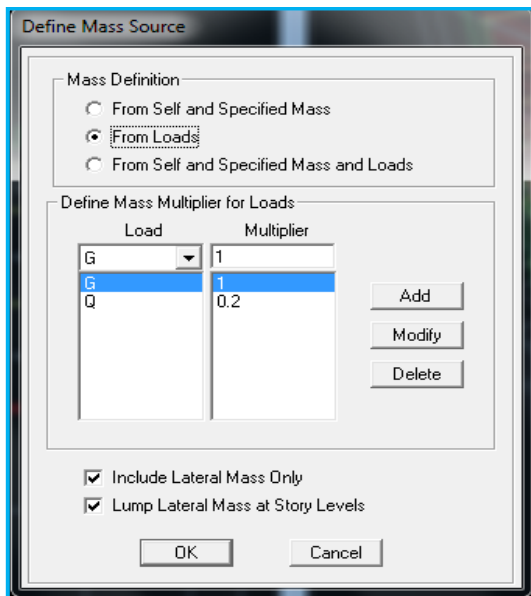 Define Mass Source
Mass Definition
From Self and Specified Mass
From Loads
From Self and Specified Mass and Loads
Define Mass Multiplier for Loads
Load Multiplier
G 1
G 1
Q 0.2
Add
Modify
Delete
Include Lateral Mass Only
Lump Lateral Mass at Story Levels
OK Cancel